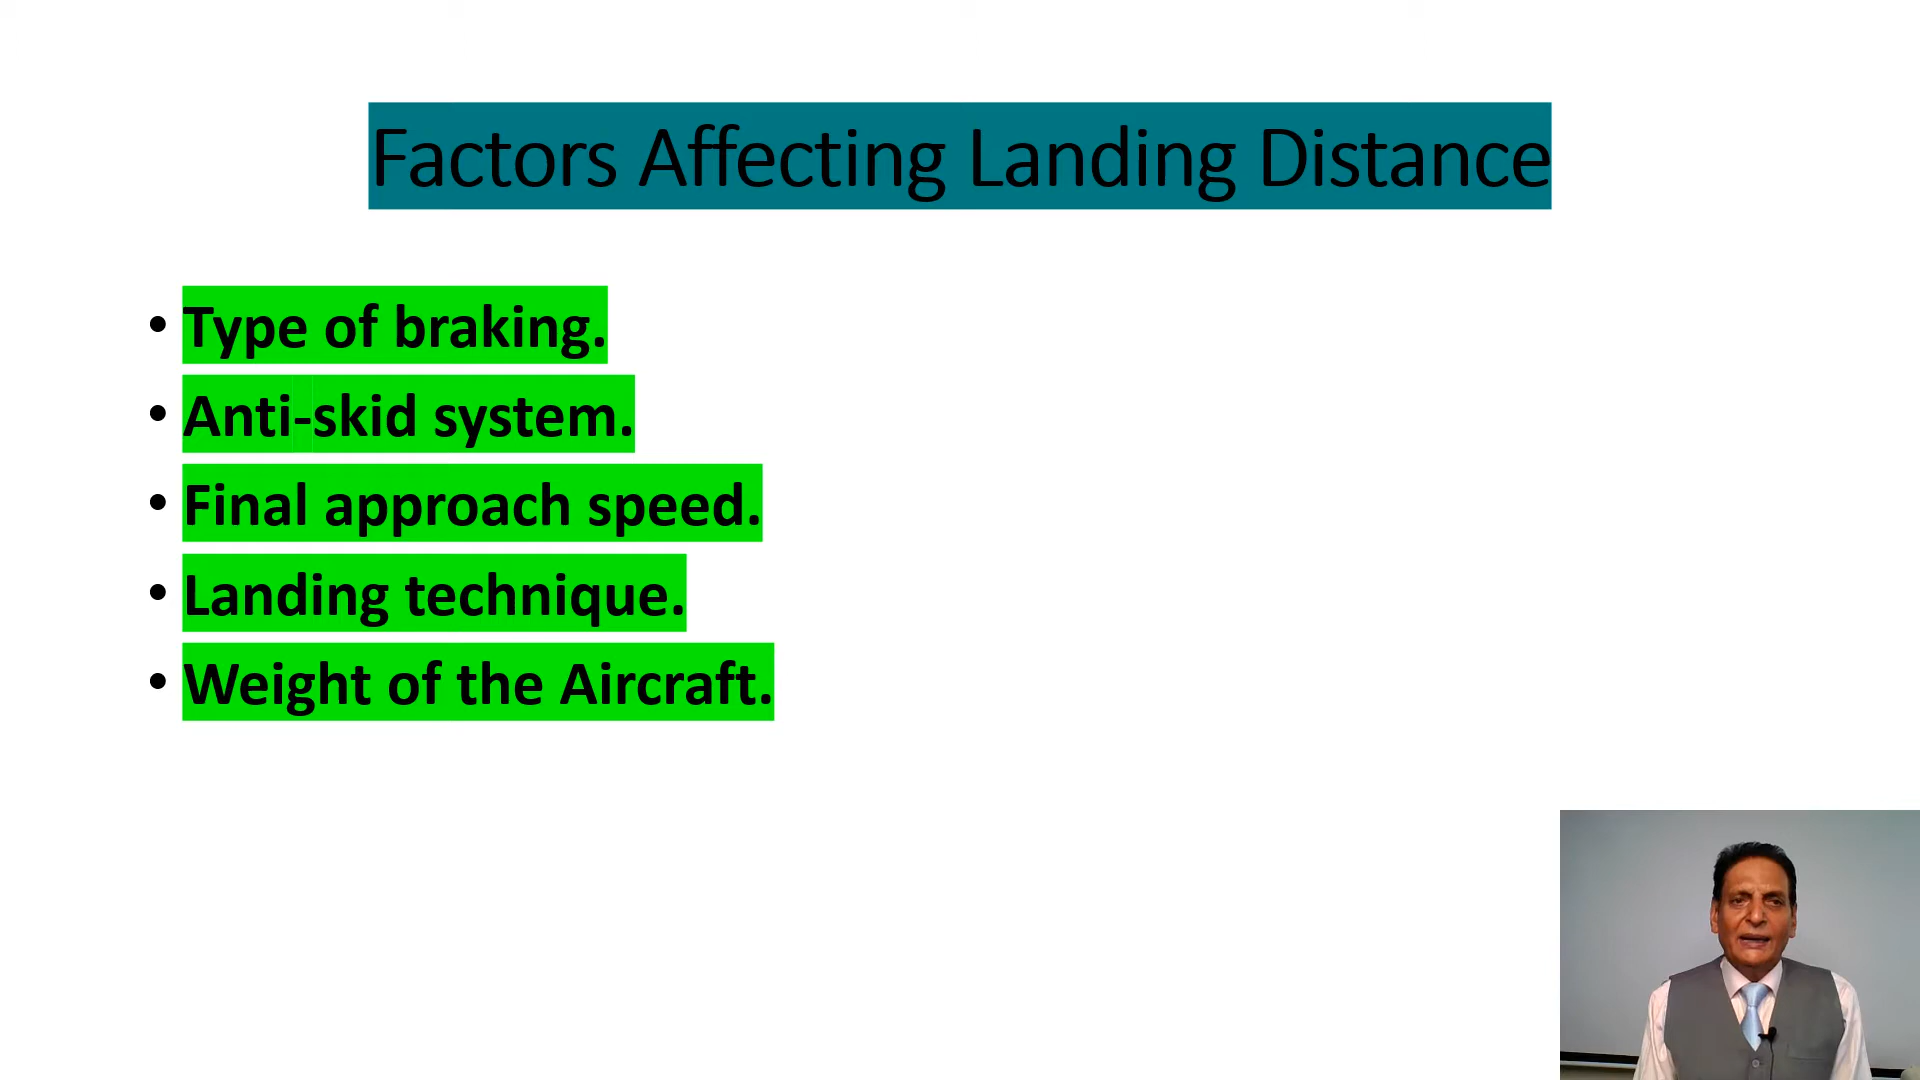 Factors Affecting Landing Distance
• Type of braking.
• Anti-skid system.
• Final approach speed.
• Landing technique.
• Weight of the Aircraft.